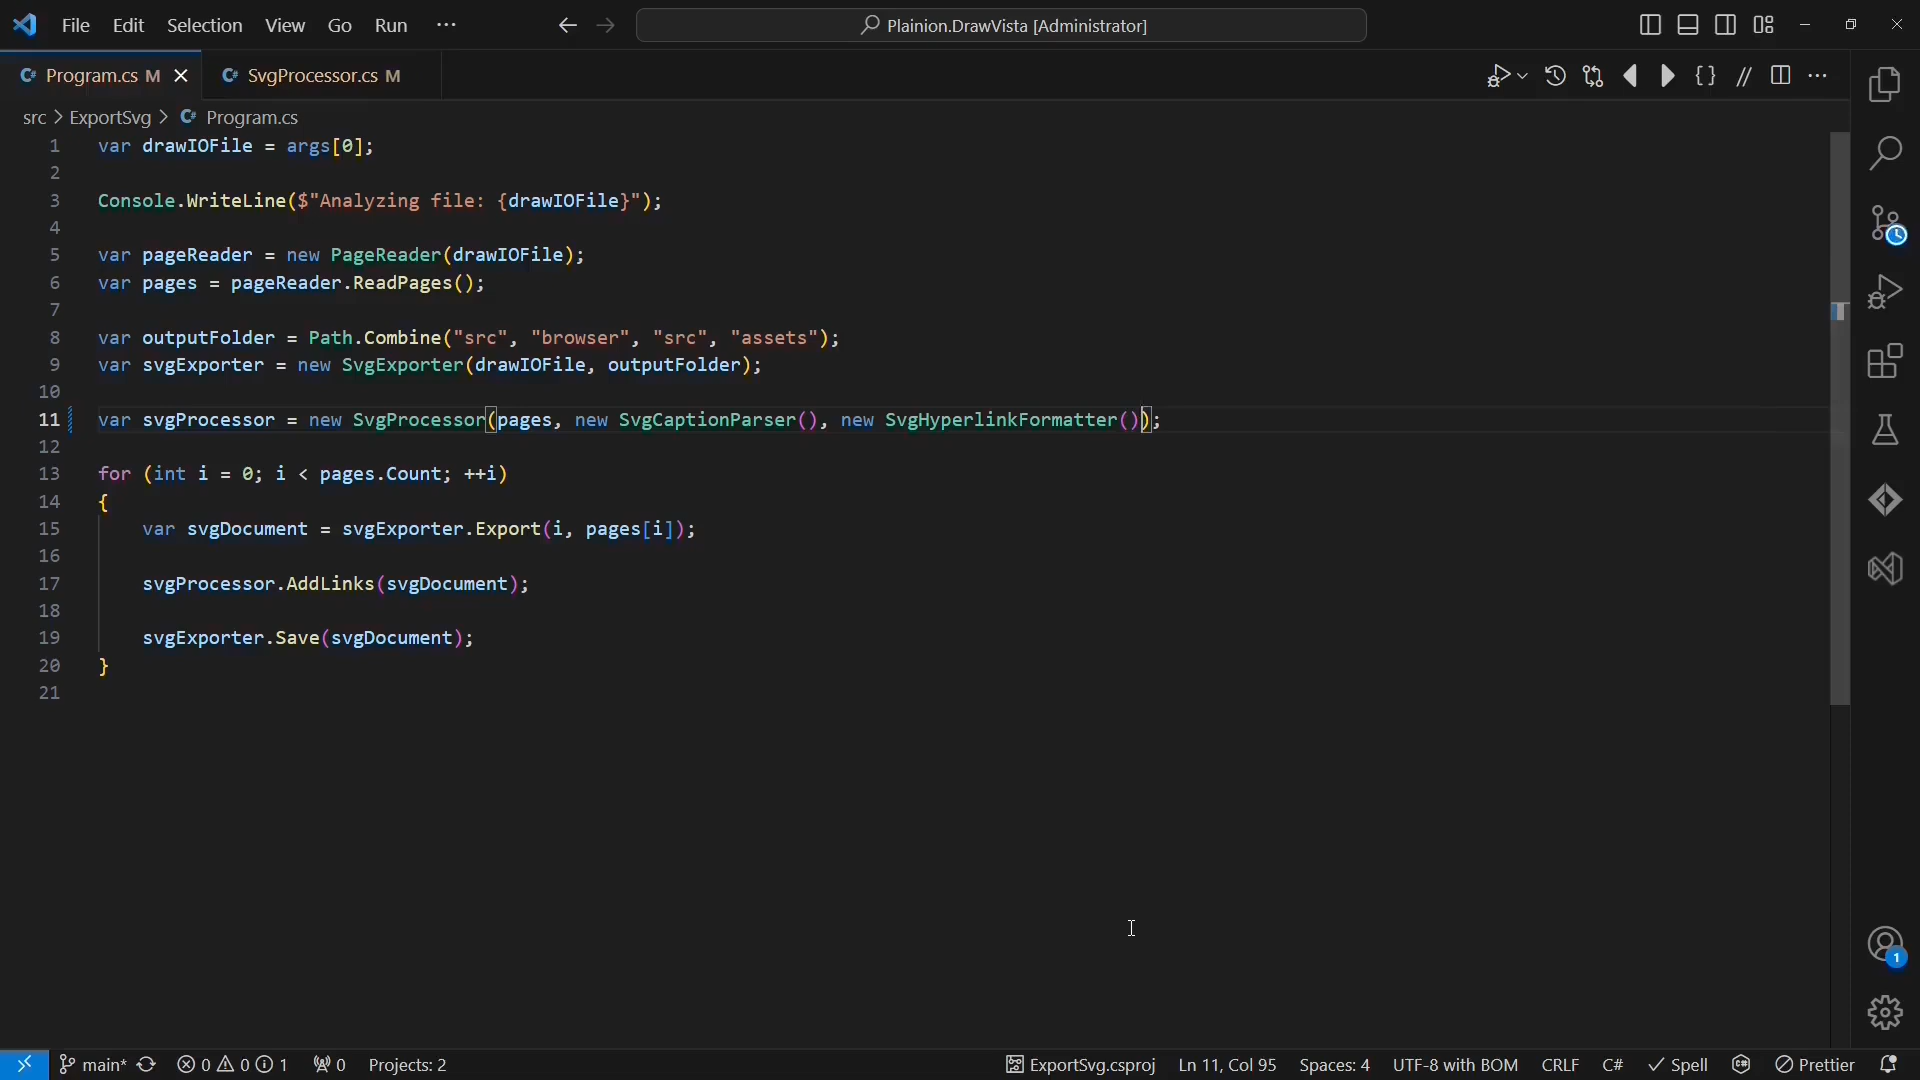 File Edit Selection View Go Run ··· Plainion.DrawVista [Administrator]
Program.cs M SvgProcessor.cs M
src > ExportSvg > Program.cs
1 var drawIOFile = args[0];
2
3 Console.WriteLine($"Analyzing file: {drawIOFile}");
4
5 var pageReader = new PageReader(drawIOFile);
6 var pages = pageReader.ReadPages();
7
8 var outputFolder = Path.Combine("src", "browser", "src", "assets");
9 var svgExporter = new SvgExporter(drawIOFile, outputFolder);
10
11 var svgProcessor = new SvgProcessor(pages, new SvgCaptionParser(), new SvgHyperlinkFormatter());
12
13 for (int i = 0; i < pages.Count; ++i)
14 {
15 var svgDocument = svgExporter.Export(i, pages[i]);
16
17 svgProcessor.AddLinks(svgDocument);
18
19 svgExporter.Save(svgDocument);
20 }
21
1
main* 0 0 1 0 Projects: 2 ExportSvg.csproj Ln 11, Col 95 Spaces: 4 UTF-8 with BOM CRLF C# Spell Prettier